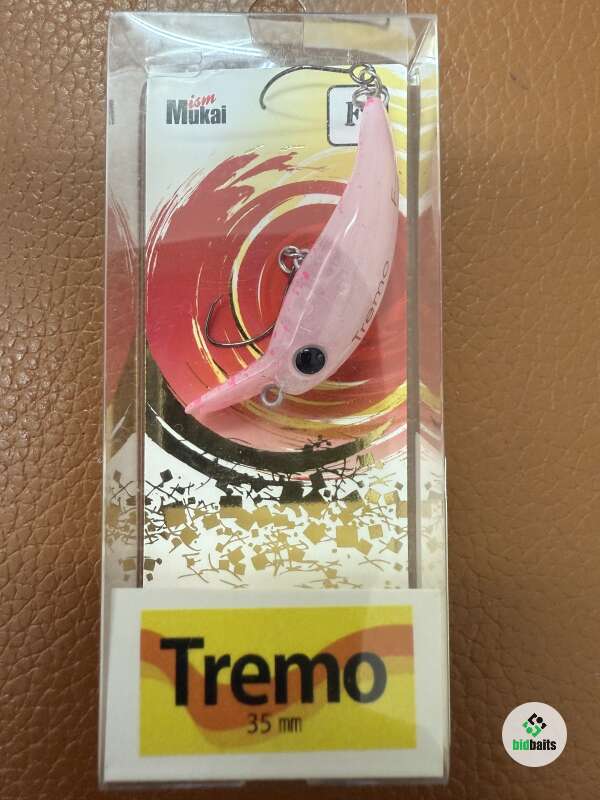 ism
Mukai
F
Tremo
Tremo
35 mm
bidbaits